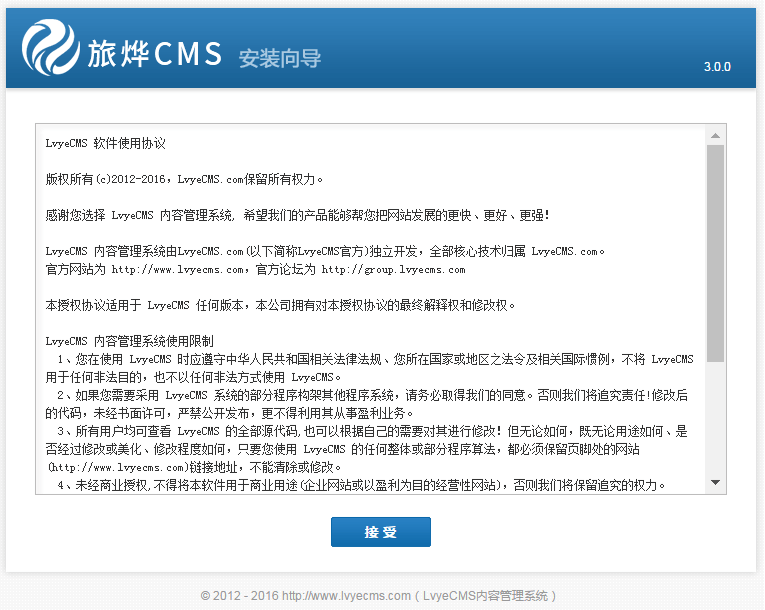 旅烨CMS 安装向导
3.0.0
LvyeCMS 软件使用协议
版权所有(c)2012-2016，LvyeCMS.com保留所有权力。
感谢您选择 LvyeCMS 内容管理系统, 希望我们的产品能够帮您把网站发展的更快、更好、更强！
LvyeCMS 内容管理系统由LvyeCMS.com(以下简称LvyeCMS官方)独立开发，全部核心技术归属 LvyeCMS.com。
官方网站为 http://www.lvyecms.com，官方论坛为 http://group.lvyecms.com
本授权协议适用于 LvyeCMS 任何版本，本公司拥有对本授权协议的最终解释权和修改权。
LvyeCMS 内容管理系统使用限制
1、您在使用 LvyeCMS 时应遵守中华人民共和国相关法律法规、您所在国家或地区之法令及相关国际惯例，不将 LvyeCMS
用于任何非法目的，也不以任何非法方式使用 LvyeCMS。
2、如果您需要采用 LvyeCMS 系统的部分程序构架其他程序系统，请务必取得我们的同意。否则我们将追究责任!修改后
的代码，未经书面许可，严禁公开发布，更不得利用其从事盈利业务。
3、所有用户均可查看 LvyeCMS 的全部源代码,也可以根据自己的需要对其进行修改！但无论如何，既无论用途如何、是
否经过修改或美化、修改程度如何，只要您使用 LvyeCMS 的任何整体或部分程序算法，都必须保留页脚处的网站
(http://www.lvyecms.com)链接地址，不能清除或修改。
4、未经商业授权,不得将本软件用于商业用途(企业网站或以盈利为目的经营性网站)，否则我们将保留追究的权力。
接 受
© 2012 - 2016 http://www.lvyecms.com（LvyeCMS内容管理系统）